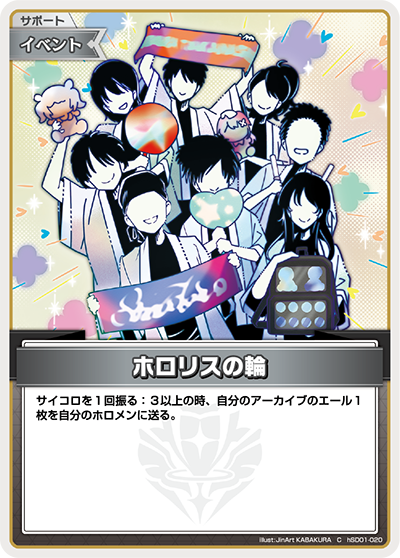 サポート
イベント
ホロリスの輪
サイコロを1回振る：3以上の時、自分のアーカイブのエール1
枚を自分のホロメンに送る。
Illust:JinArt KABAKURA C hSD01-020